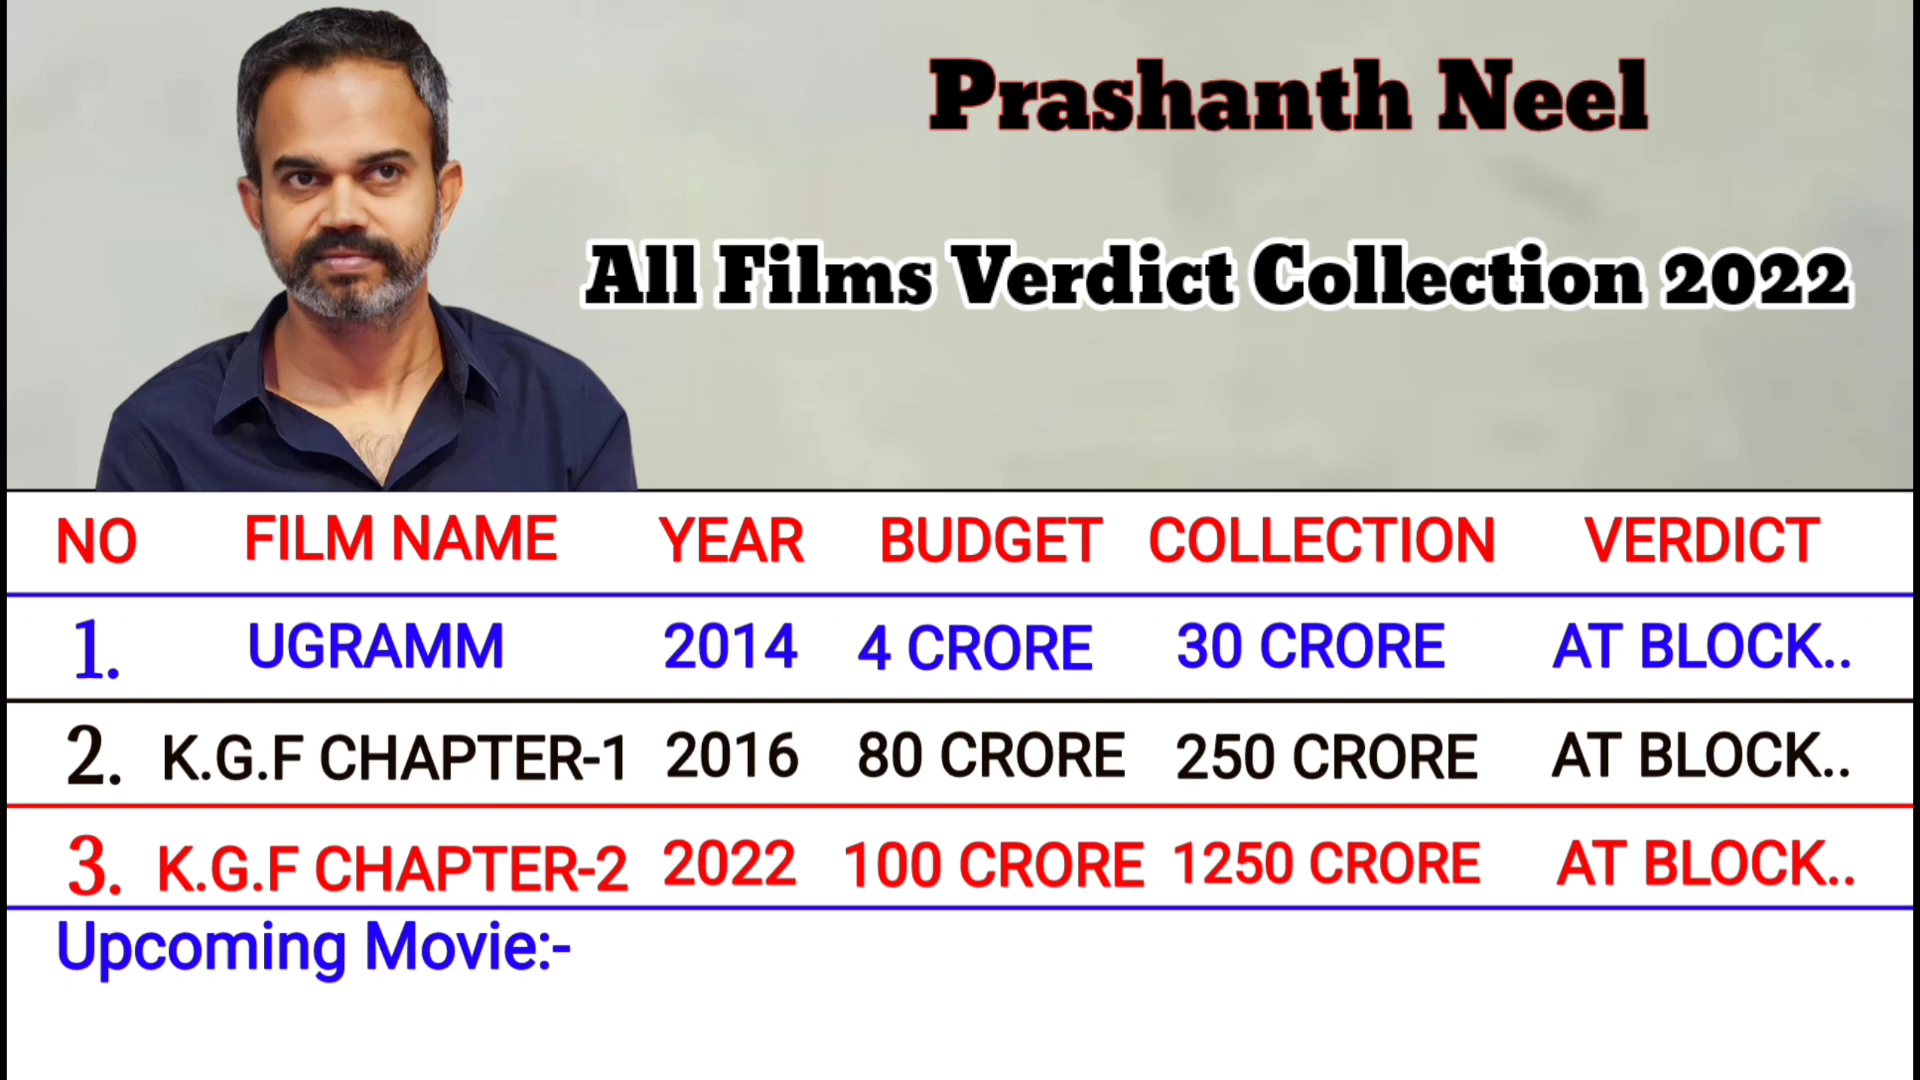 Prashanth Neel
All Films Verdict Collection 2022
NO FILM NAME YEAR BUDGET COLLECTION VERDICT
1. UGRAMM 2014 4 CRORE 30 CRORE AT BLOCK..
2. K.G.F CHAPTER-1 2016 80 CRORE 250 CRORE AT BLOCK..
3. K.G.F CHAPTER-2 2022 100 CRORE 1250 CRORE AT BLOCK..
Upcoming Movie:-